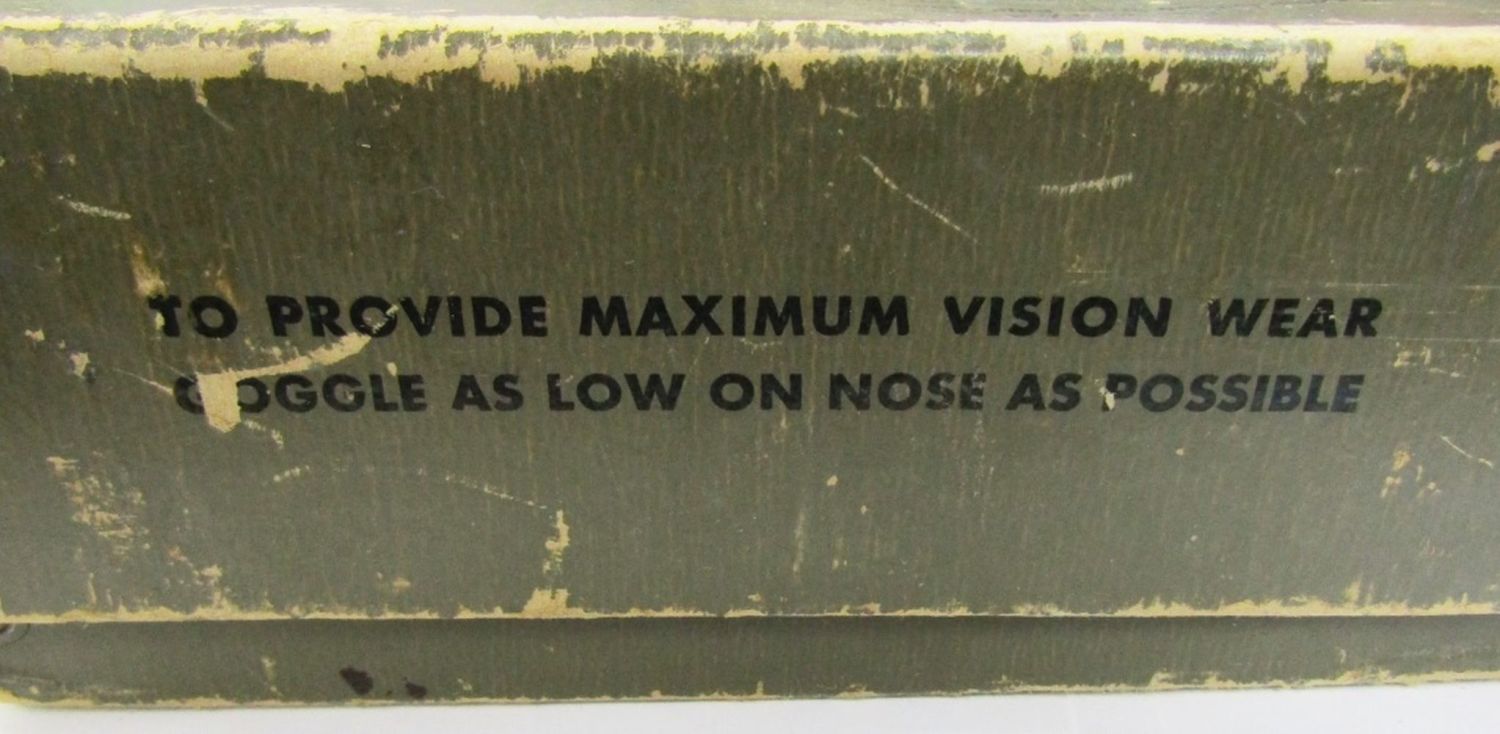 TO PROVIDE MAXIMUM VISION WEAR
GOGGLE AS LOW ON NOSE AS POSSIBLE